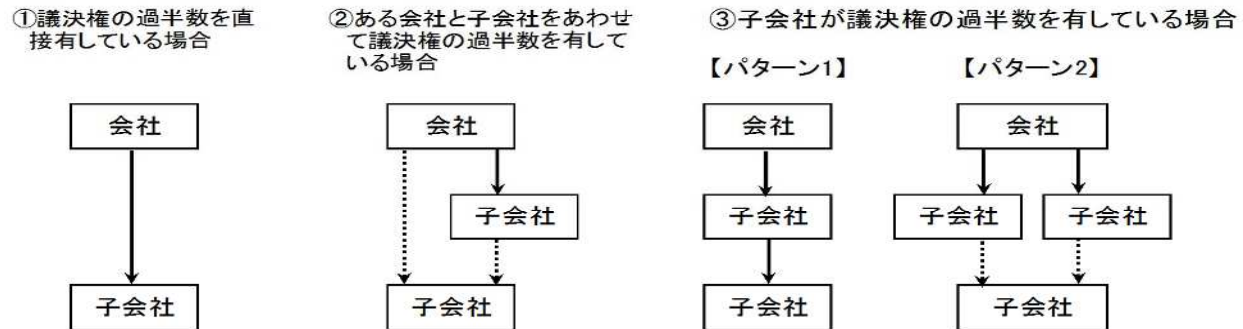 ①議決権の過半数を直
接有している場合
②ある会社と子会社をあわせ
て議決権の過半数を有して
いる場合
③子会社が議決権の過半数を有している場合
【パターン1】
【パターン2】
会社
子会社
会社
子会社
子会社
会社
子会社
子会社
会社
子会社
子会社
子会社